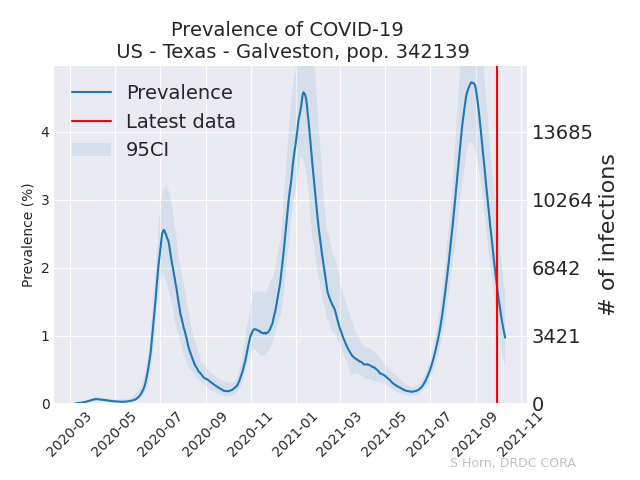 Prevalence of COVID-19
US - Texas - Galveston, pop. 342139
Prevalence
Latest data
95CI
Prevalence (%)
4
3
2
1
0
13685
10264
6842
3421
0
# of infections
2020-03
2020-05
2020-07
2020-09
2020-11
2021-01
2021-03
2021-05
2021-07
2021-09
2021-11
S Horn, DRDC CORA